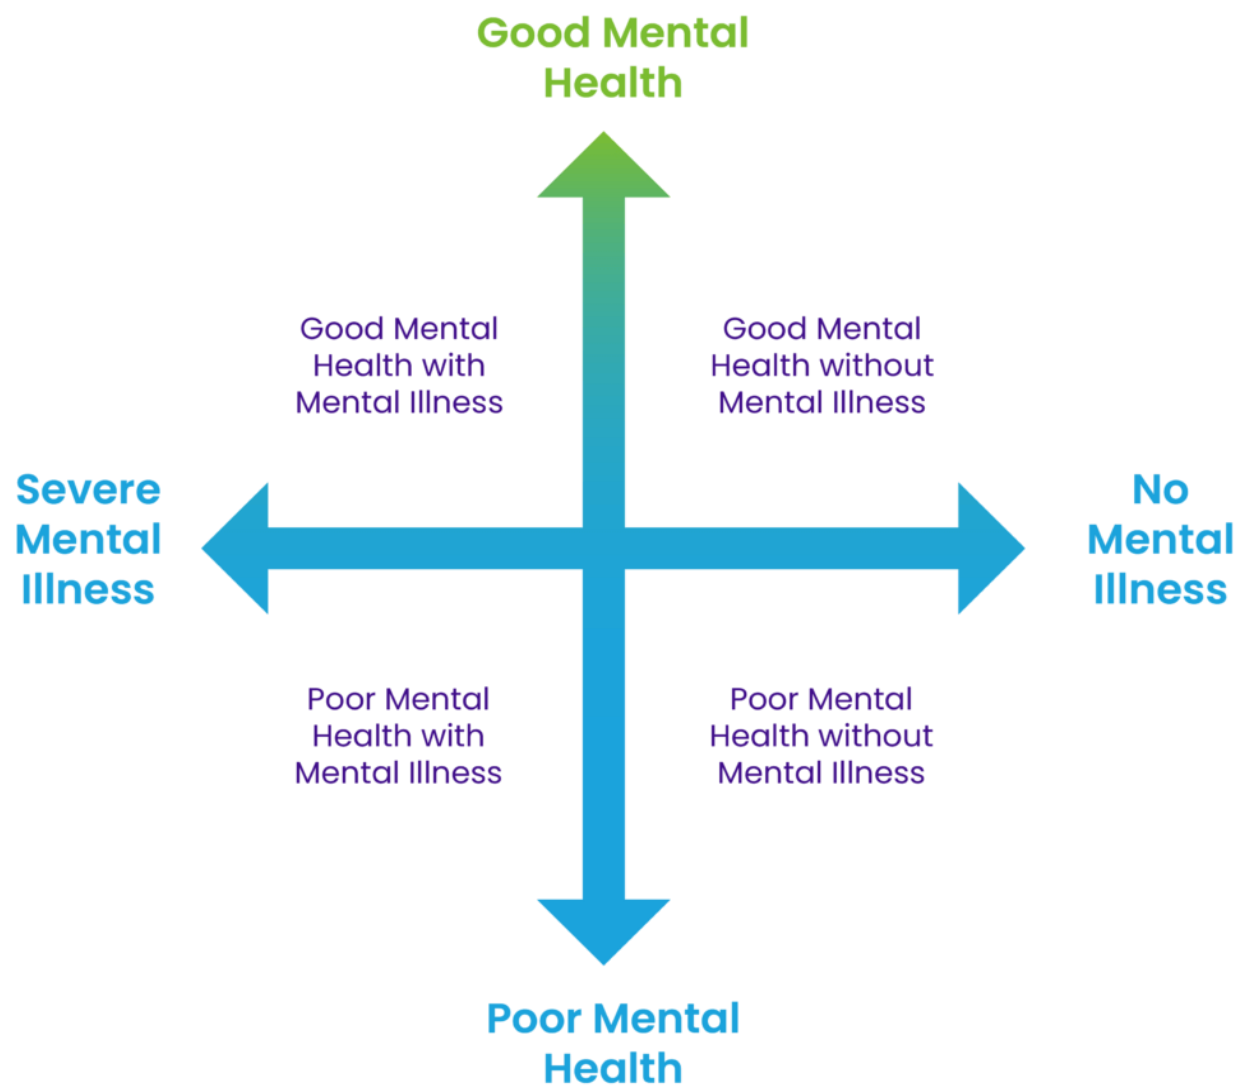 Good Mental
Health
Good Mental
Health with
Mental Illness
Good Mental
Health without
Mental Illness
Severe
Mental
Illness
No
Mental
Illness
Poor Mental
Health with
Mental Illness
Poor Mental
Health without
Mental Illness
Poor Mental
Health